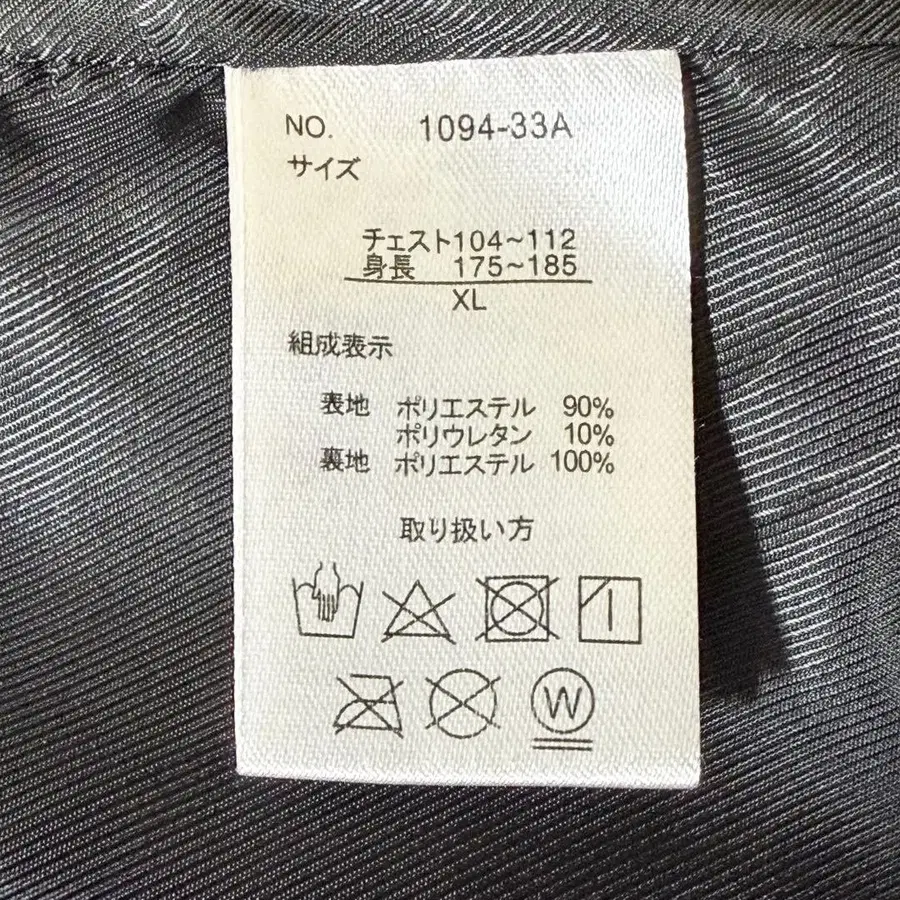 NO. 1094-33A
サイズ
チェスト104~112
身長 175~185
XL
組成表示
表地 ポリエステル 90%
ポリウレタン 10%
裏地 ポリエステル 100%
取り扱い方
W